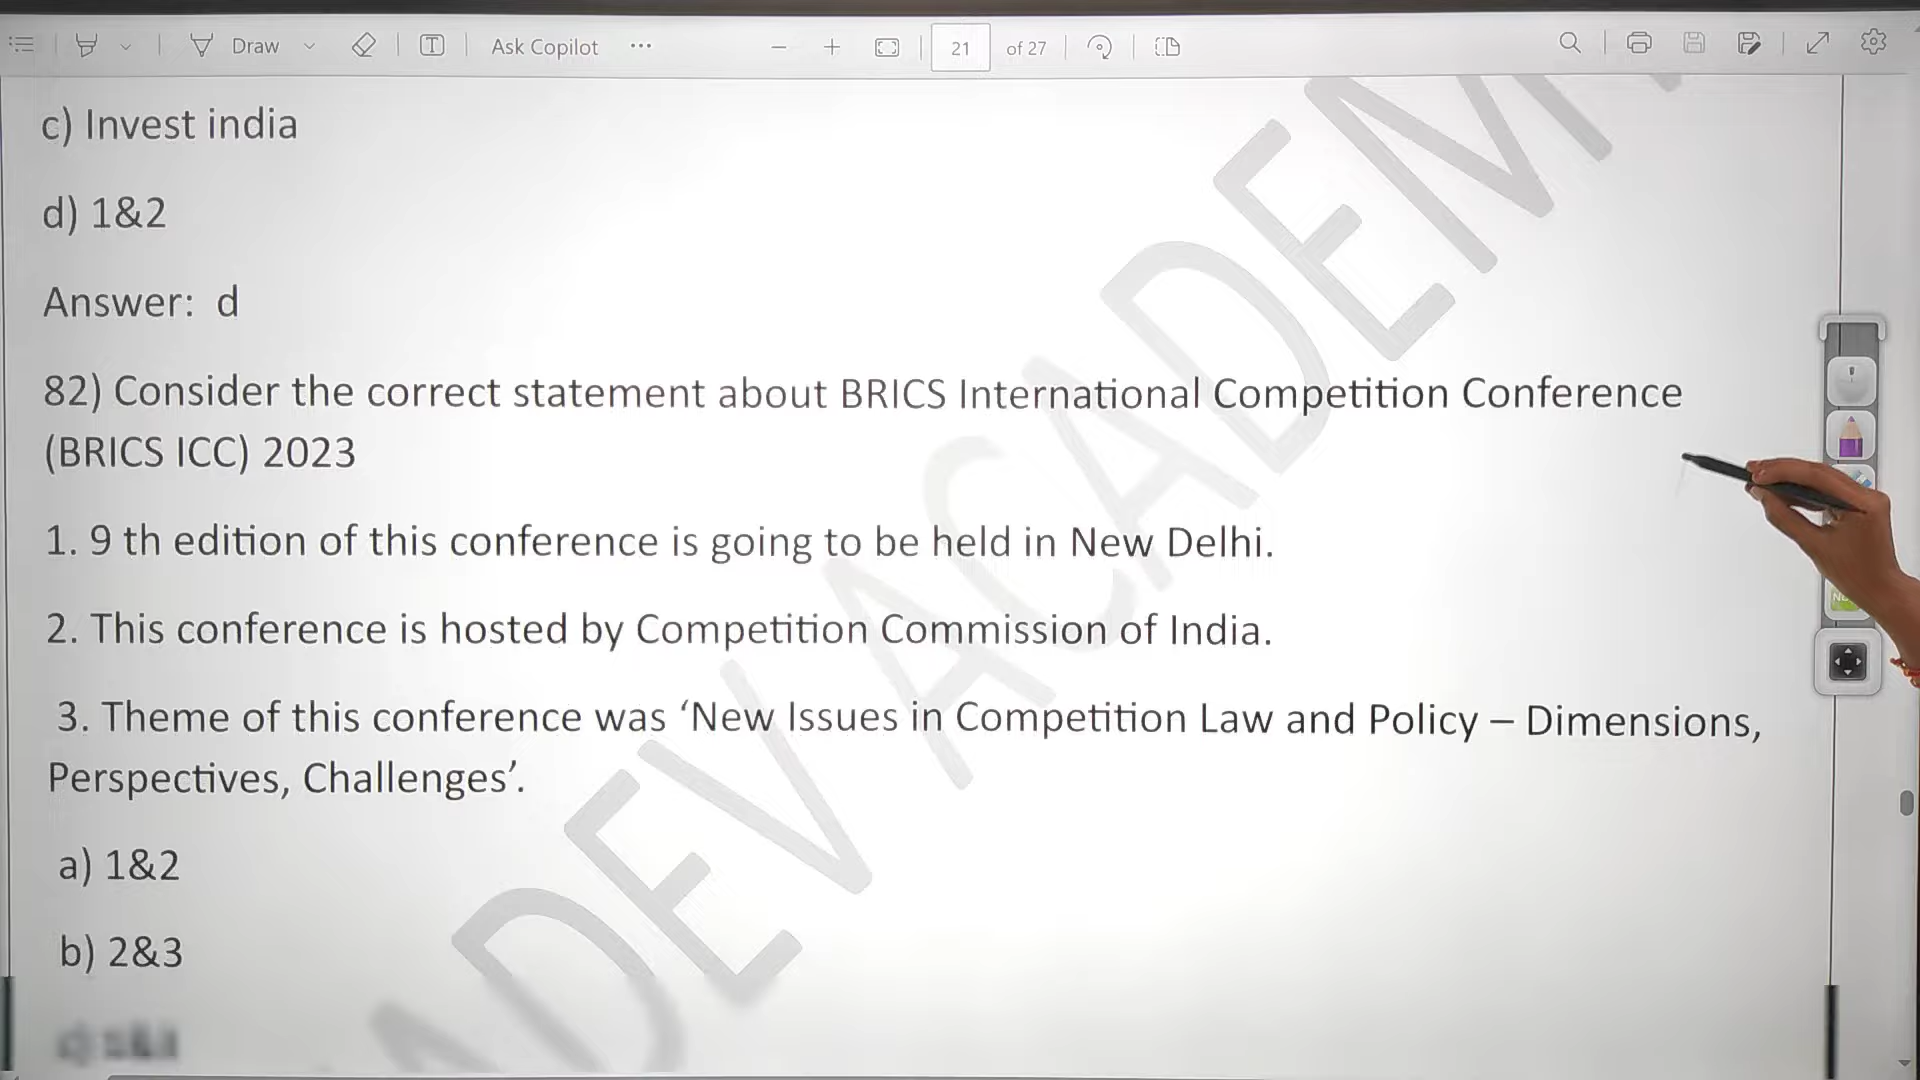 Draw
Ask Copilot
21
of 27
c) Invest india
d) 1&2
Answer: d
82) Consider the correct statement about BRICS International Competition Conference
(BRICS ICC) 2023
1. 9 th edition of this conference is going to be held in New Delhi.
2. This conference is hosted by Competition Commission of India.
3. Theme of this conference was ‘New Issues in Competition Law and Policy – Dimensions,
Perspectives, Challenges’.
a) 1&2
b) 2&3
DEV ACADEM